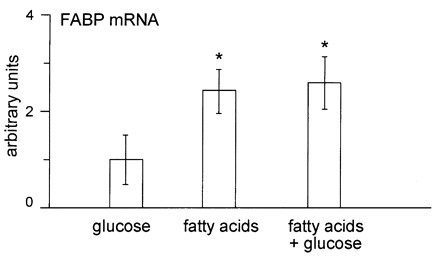 FABP mRNA
arbitrary units
4
2
0
*
*
glucose
fatty acids
fatty acids
+ glucose